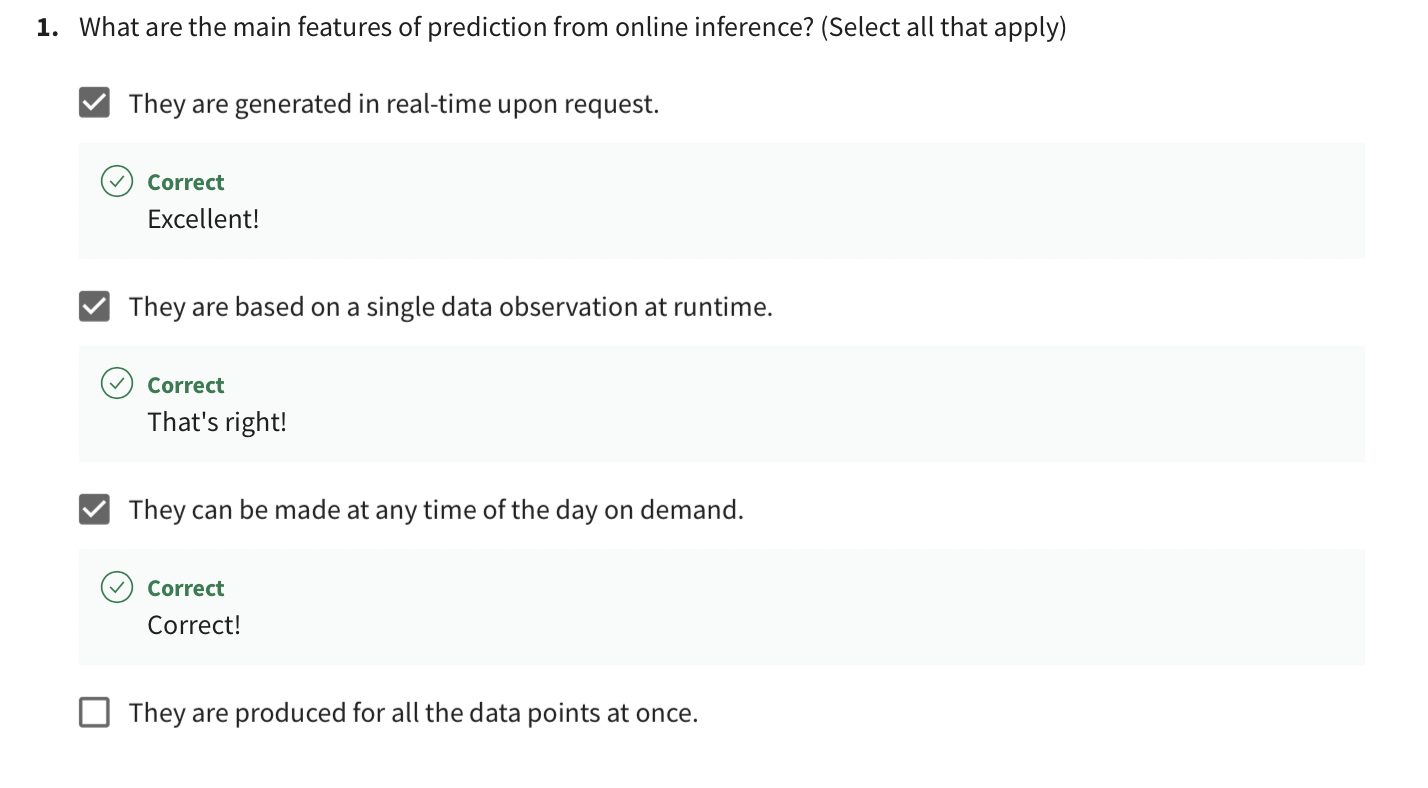 1. What are the main features of prediction from online inference? (Select all that apply)
They are generated in real-time upon request.
Correct
Excellent!
They are based on a single data observation at runtime.
Correct
That's right!
They can be made at any time of the day on demand.
Correct
Correct!
They are produced for all the data points at once.